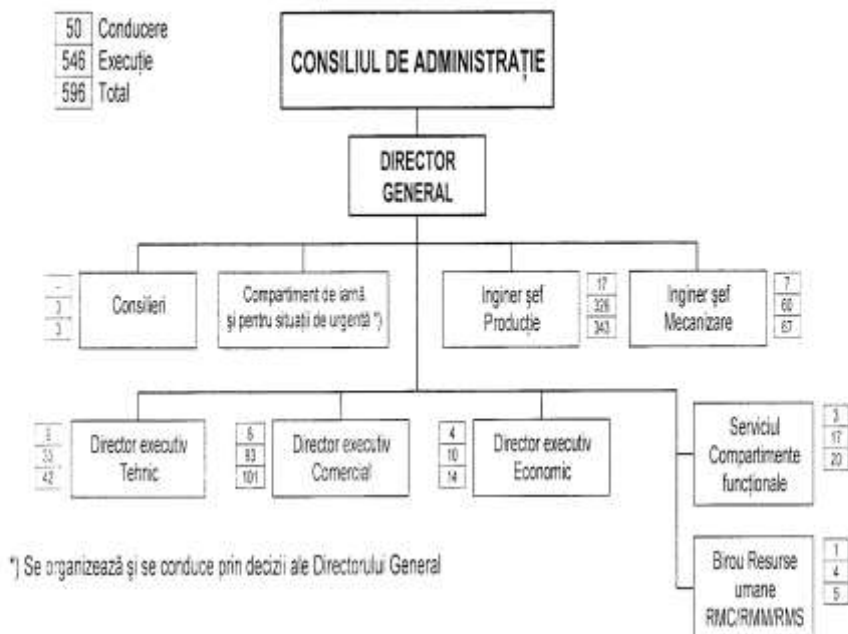 50 Conducere
546 Execuție
596 Total
CONSILIUL DE ADMINISTRAȚIE
DIRECTOR
GENERAL
-
3
3
Consilieri
Compartiment de iarnă
și pentru situații de urgență *)
Inginer șef
Producție
17
326
343
Inginer șef
Mecanizare
7
60
67
42
Director executiv
Tehnic
93
101
Director executiv
Comercial
4
10
14
Director executiv
Economic
Serviciul
Compartimente
funcționale
3
17
20
*) Se organizează și se conduce prin decizii ale Directorului General
Birou Resurse
umane
RMC/RMM/RMS
1
4
5